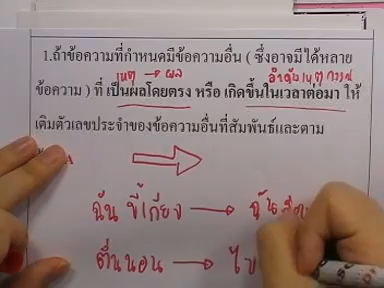 1.ถ้าข้อความที่กำหนดมีข้อความอื่น ( ซึ่งอาจมีได้หลาย
เหตุ → ผล
ลำดับเหตุการณ์
ข้อความ ) ที่ เป็นผลโดยตรง หรือ เกิดขึ้นในเวลาต่อมา ให้
เติมตัวเลขประจำของข้อความอื่นที่สัมพันธ์และตาม
ฉัน ขี้เกียจ → ฉัน
ตื่นนอน → ไป